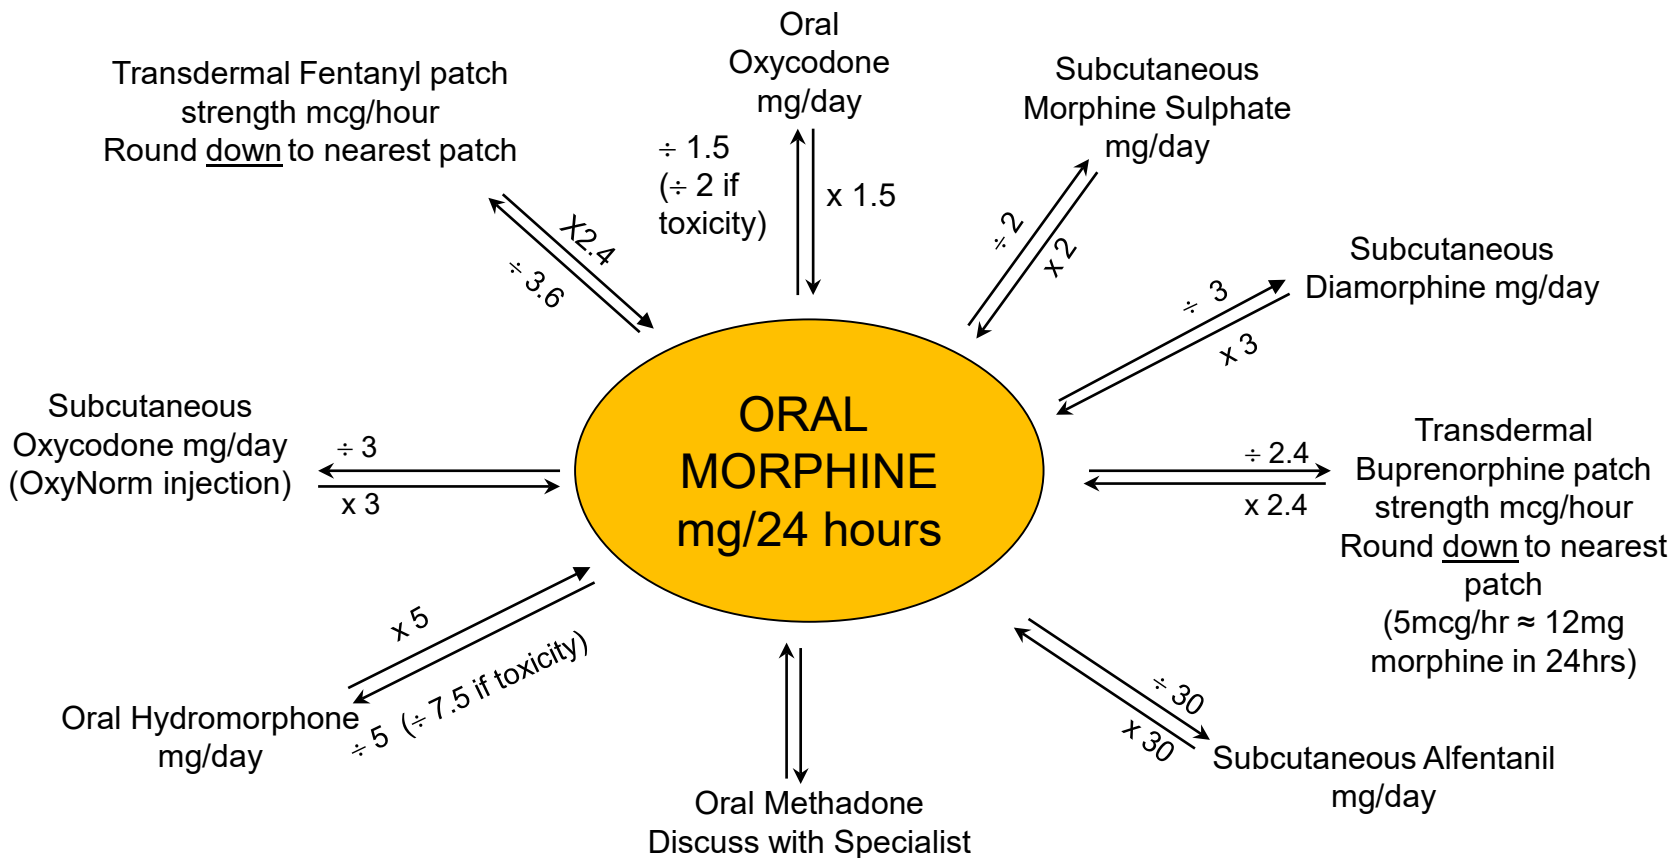 Oral
Oxycodone
mg/day
Transdermal Fentanyl patch
strength mcg/hour
Round down to nearest patch
Subcutaneous
Morphine Sulphate
mg/day
÷ 1.5
(÷ 2 if
toxicity)
x 1.5
X2.4
÷ 3.6
÷ 2
x 2
Subcutaneous
Diamorphine mg/day
÷ 3
x 3
Subcutaneous
Oxycodone mg/day
(OxyNorm injection)
÷ 3
x 3
ORAL
MORPHINE
mg/24 hours
÷ 2.4
x 2.4
Transdermal
Buprenorphine patch
strength mcg/hour
Round down to nearest
patch
(5mcg/hr ≈ 12mg
morphine in 24hrs)
x 5
÷ 5 (÷ 7.5 if toxicity)
Oral Hydromorphone
mg/day
÷ 30
x 30
Subcutaneous Alfentanil
mg/day
Oral Methadone
Discuss with Specialist